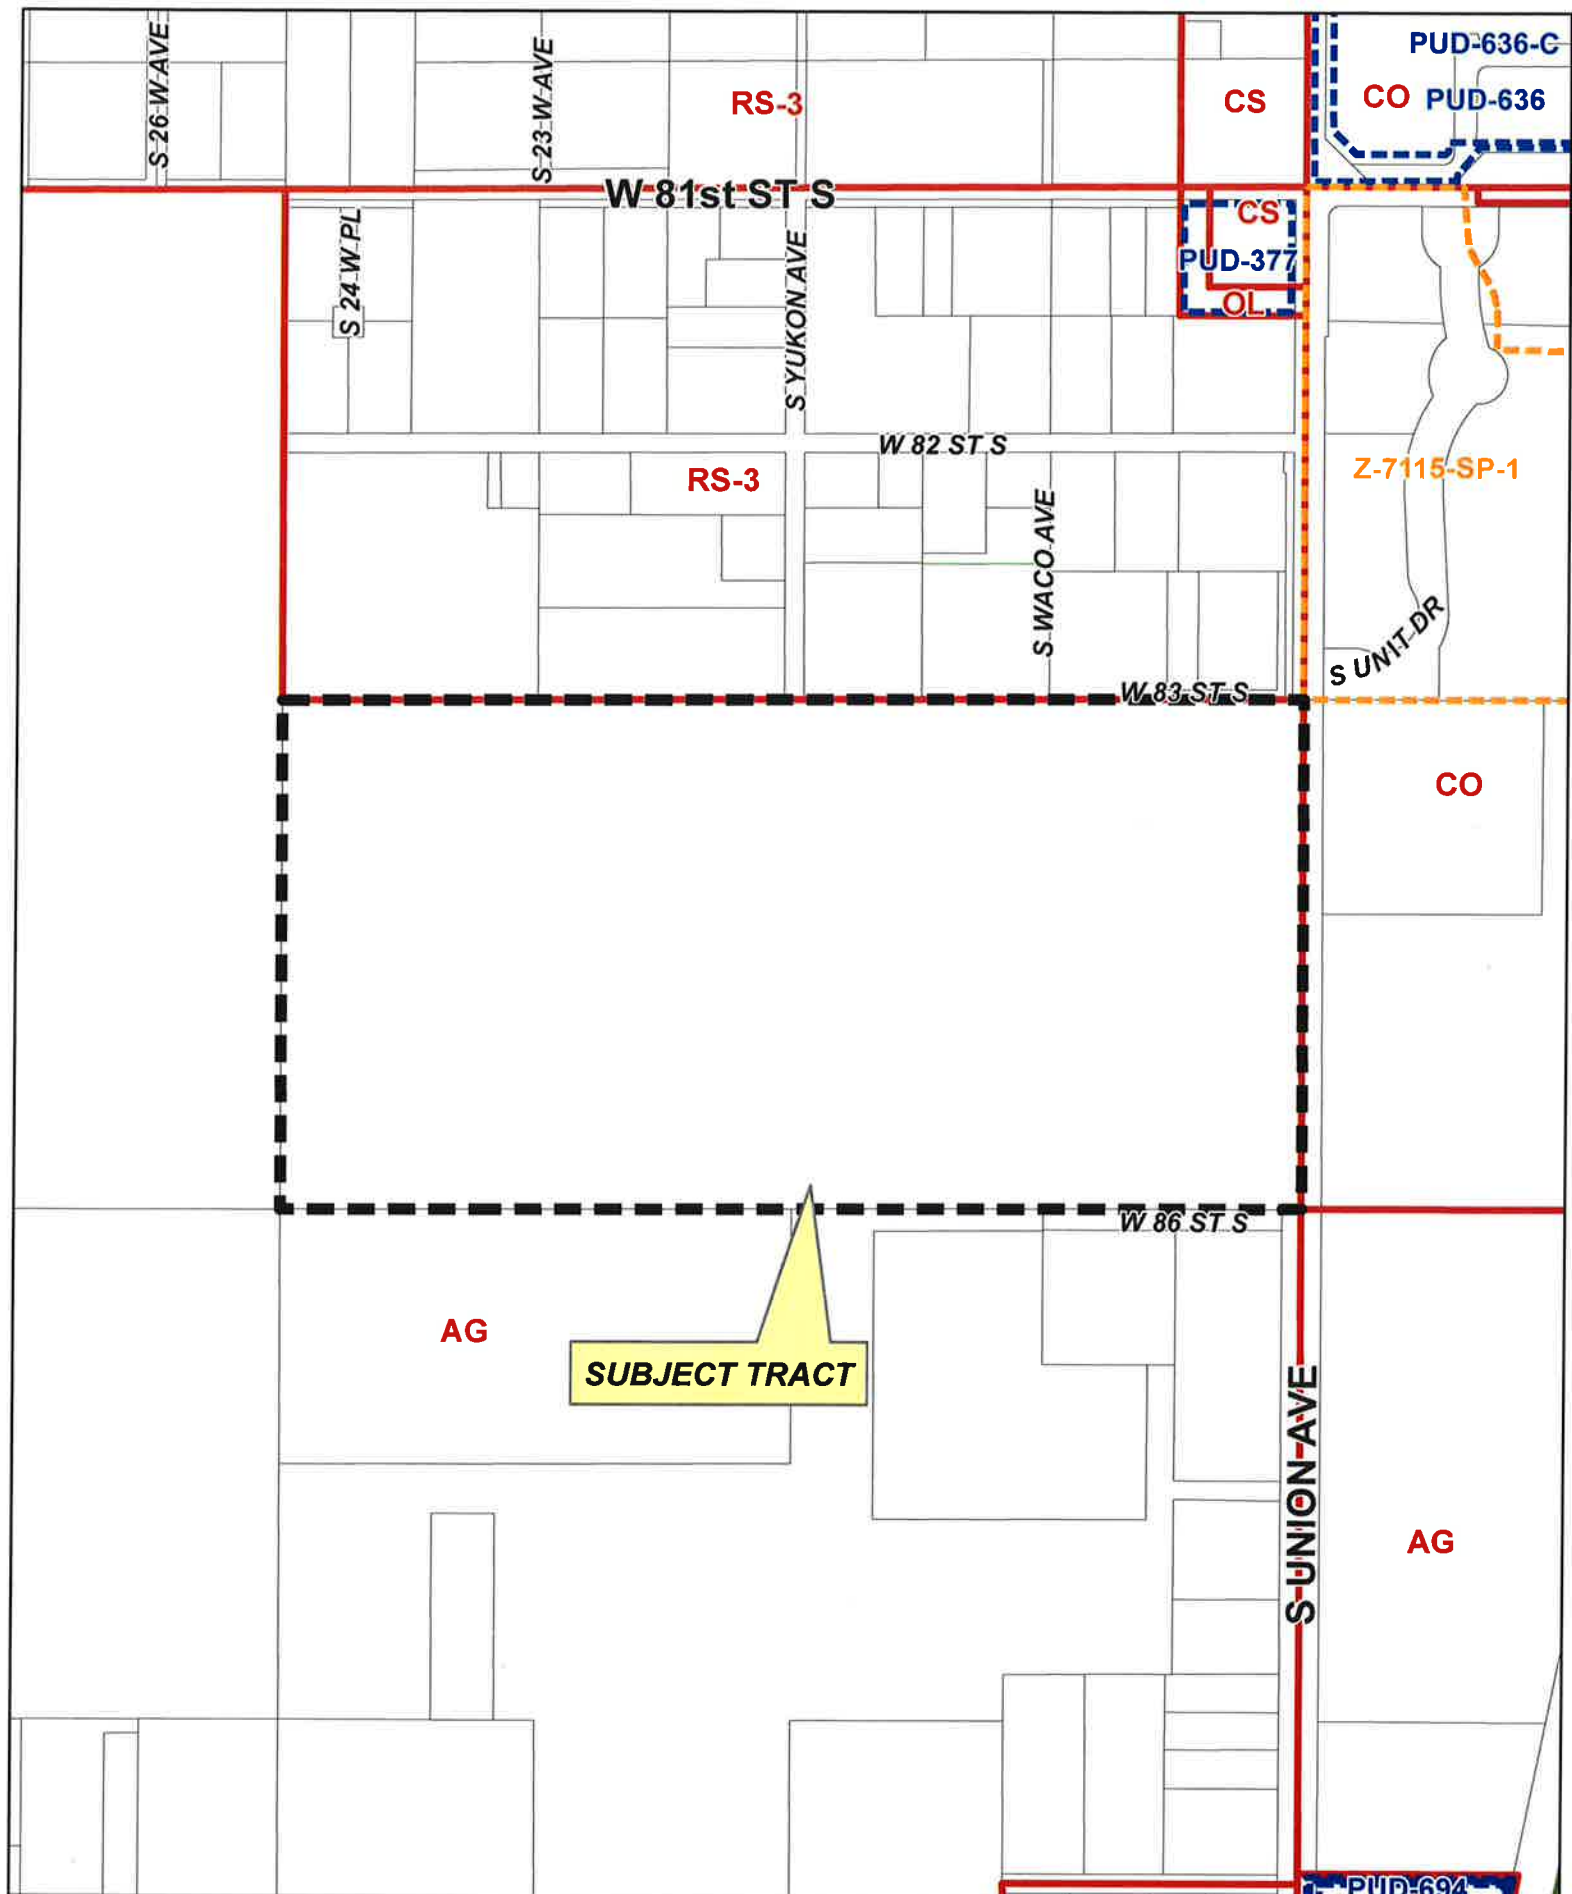 PUD-636-C
S 26 W AVE
S 23 W AVE
RS-3
CS
CO
PUD-636
W 81st ST S
CS
S 24 W PL
S YUKON AVE
PUD-377
OL
W 82 ST S
Z-7115-SP-1
RS-3
S WACO AVE
S UNIT DR
W 83 ST S
CO
W 86 ST S
AG
SUBJECT TRACT
S UNION AVE
AG
PUD-694